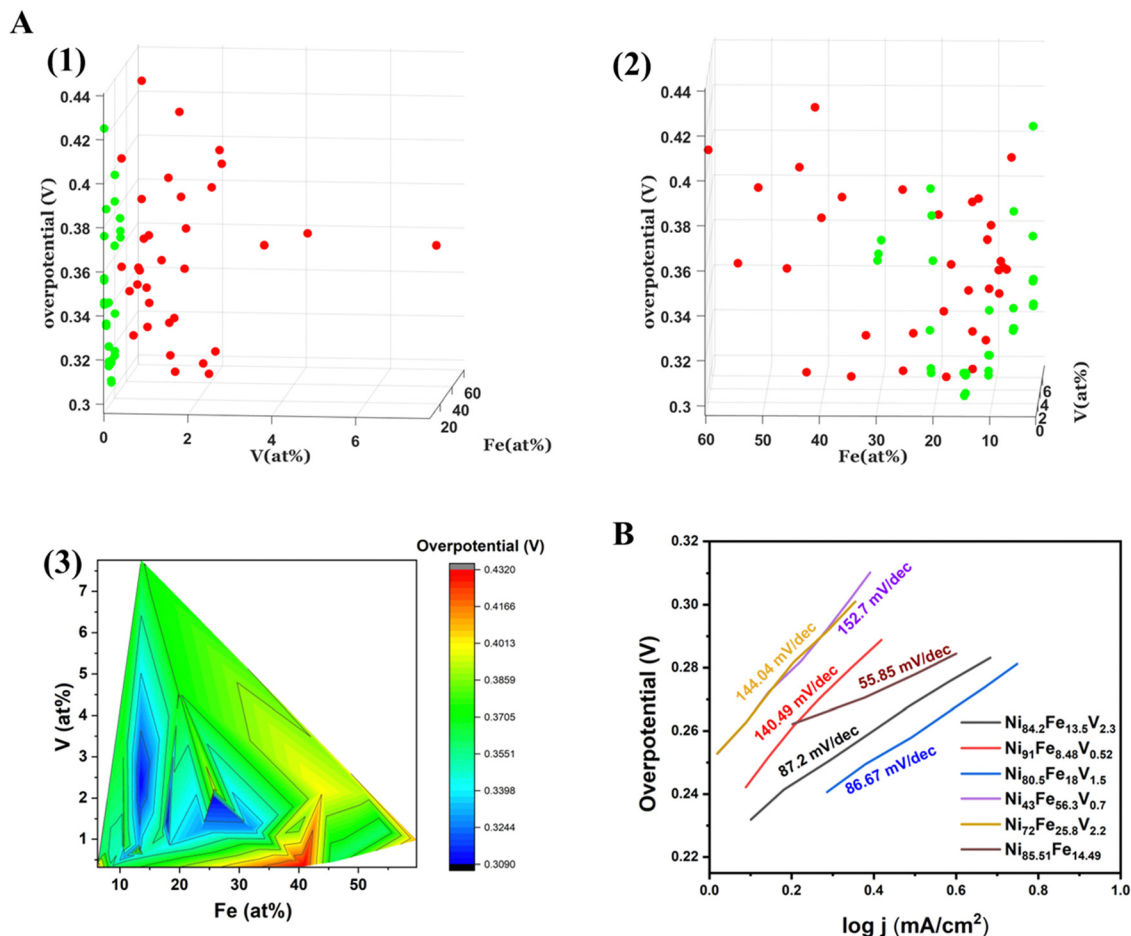 A
(1)
0.44
0.42
0.4
0.38
0.36
0.34
0.32
0.3
overpotential (V)
0
2
4
6
V(at%)
20
40
60
Fe(at%)
(2)
0.44
0.42
0.4
0.38
0.36
0.34
0.32
0.3
overpotential (V)
60
50
40
30
20
10
Fe(at%)
0
2
4
6
V(at%)
(3)
Overpotential (V)
0.4320
0.4166
0.4013
0.3859
0.3705
0.3551
0.3398
0.3244
0.3090
7
6
5
4
3
2
1
V (at%)
10
20
30
40
50
Fe (at%)
B
0.32
0.30
0.28
0.26
0.24
0.22
Overpotential (V)
144.04 mV/dec
152.7 mV/dec
140.49 mV/dec
55.85 mV/dec
87.2 mV/dec
86.67 mV/dec
Ni84.2Fe13.5V2.3
Ni91Fe8.48V0.52
Ni80.5Fe18V1.5
Ni43Fe56.3V0.7
Ni72Fe25.8V2.2
Ni85.51Fe14.49
0.0
0.2
0.4
0.6
0.8
1.0
log j (mA/cm²)